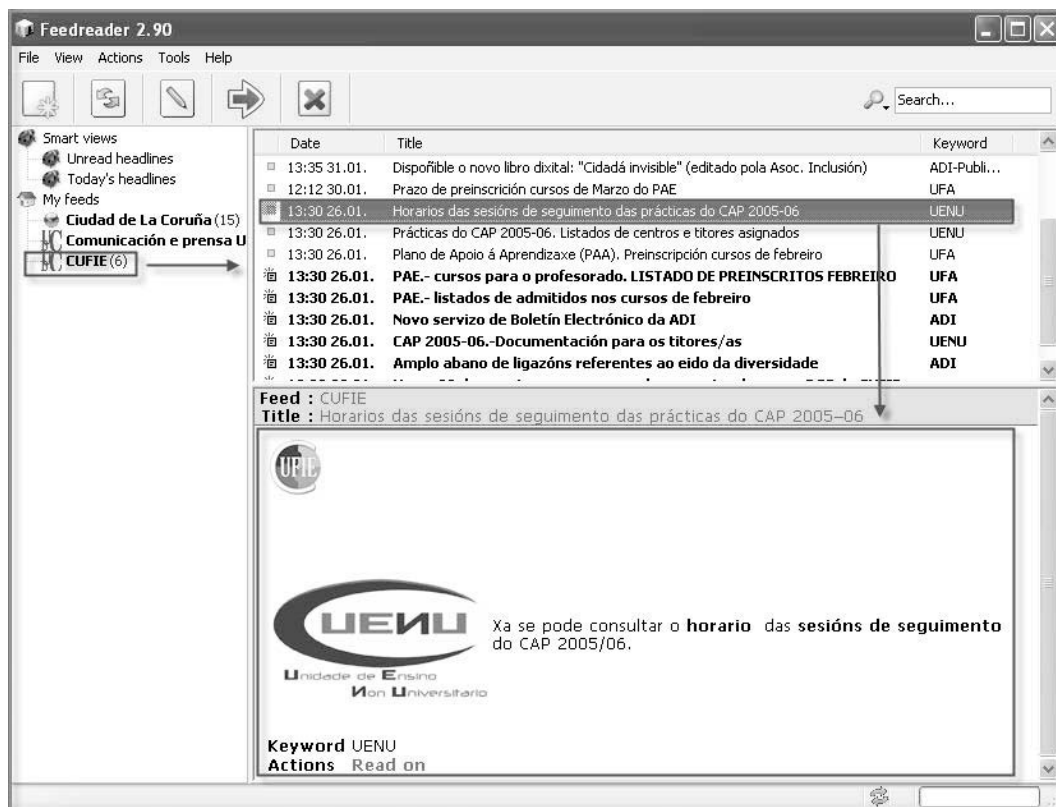 Feedreader 2.90
File View Actions Tools Help
Search...
Smart views
Unread headlines
Today's headlines
My feeds
Ciudad de La Coruña (15)
Comunicación e prensa U
CUFIE (6)
Date Title Keyword
13:35 31.01. Dispoñible o novo libro dixital: "Cidadá invisible" (editado pola Asoc. Inclusión) ADI-Publi...
12:12 30.01. Prazo de preinscrición cursos de Marzo do PAE UFA
13:30 26.01. Horarios das sesións de seguimento das prácticas do CAP 2005-06 UENU
13:30 26.01. Prácticas do CAP 2005-06. Listados de centros e titores asignados UENU
13:30 26.01. Plano de Apoio á Aprendizaxe (PAA). Preinscripción cursos de febreiro UFA
13:30 26.01. PAE.- cursos para o profesorado. LISTADO DE PREINSCRITOS FEBREIRO UFA
13:30 26.01. PAE.- listados de admitidos nos cursos de febreiro UFA
13:30 26.01. Novo servizo de Boletín Electrónico da ADI ADI
13:30 26.01. CAP 2005-06.-Documentación para os titores/as UENU
13:30 26.01. Amplo abano de ligazóns referentes ao eido da diversidade ADI
Feed : CUFIE
Title : Horarios das sesións de seguimento das prácticas do CAP 2005-06
UFIE
UENU
Unidade de Ensino
Non Universitario
Xa se pode consultar o horario das sesións de seguimento
do CAP 2005/06.
Keyword UENU
Actions Read on